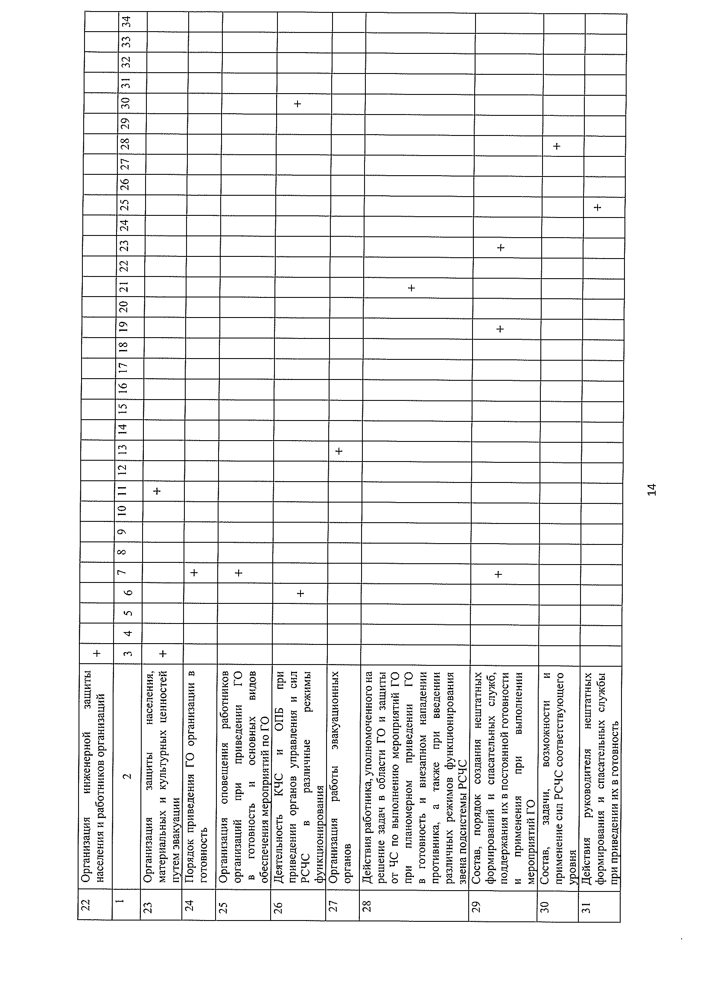 22 Организация инженерной защиты +
населения и работников организаций
1 2 3 4 5 6 7 8 9 10 11 12 13 14 15 16 17 18 19 20 21 22 23 24 25 26 27 28 29 30 31 32 33 34
23 Организация защиты населения, + +
материальных и культурных ценностей
путем эвакуации
24 Порядок приведения ГО организации в +
готовность
25 Организация оповещения работников +
организаций при приведении ГО
в готовность и основных видов
обеспечения мероприятий по ГО
26 Деятельность КЧС и ОПБ при + +
приведении органов управления и сил
РСЧС в различные режимы
функционирования
27 Организация работы эвакуационных +
органов
28 Действия работника, уполномоченного на +
решение задач в области ГО и защиты
от ЧС по выполнению мероприятий ГО
при планомерном приведении ГО
в готовность и внезапном нападении
противника, а также при введении
различных режимов функционирования
звена подсистемы РСЧС
29 Состав, порядок создания нештатных + + +
формирований и спасательных служб,
поддержания их в постоянной готовности
и применения при выполнении
мероприятий ГО
30 Состав, задачи, возможности и +
применение сил РСЧС соответствующего
уровня
31 Действия руководителя нештатных +
формирования и спасательных службы
при приведении их в готовность
14